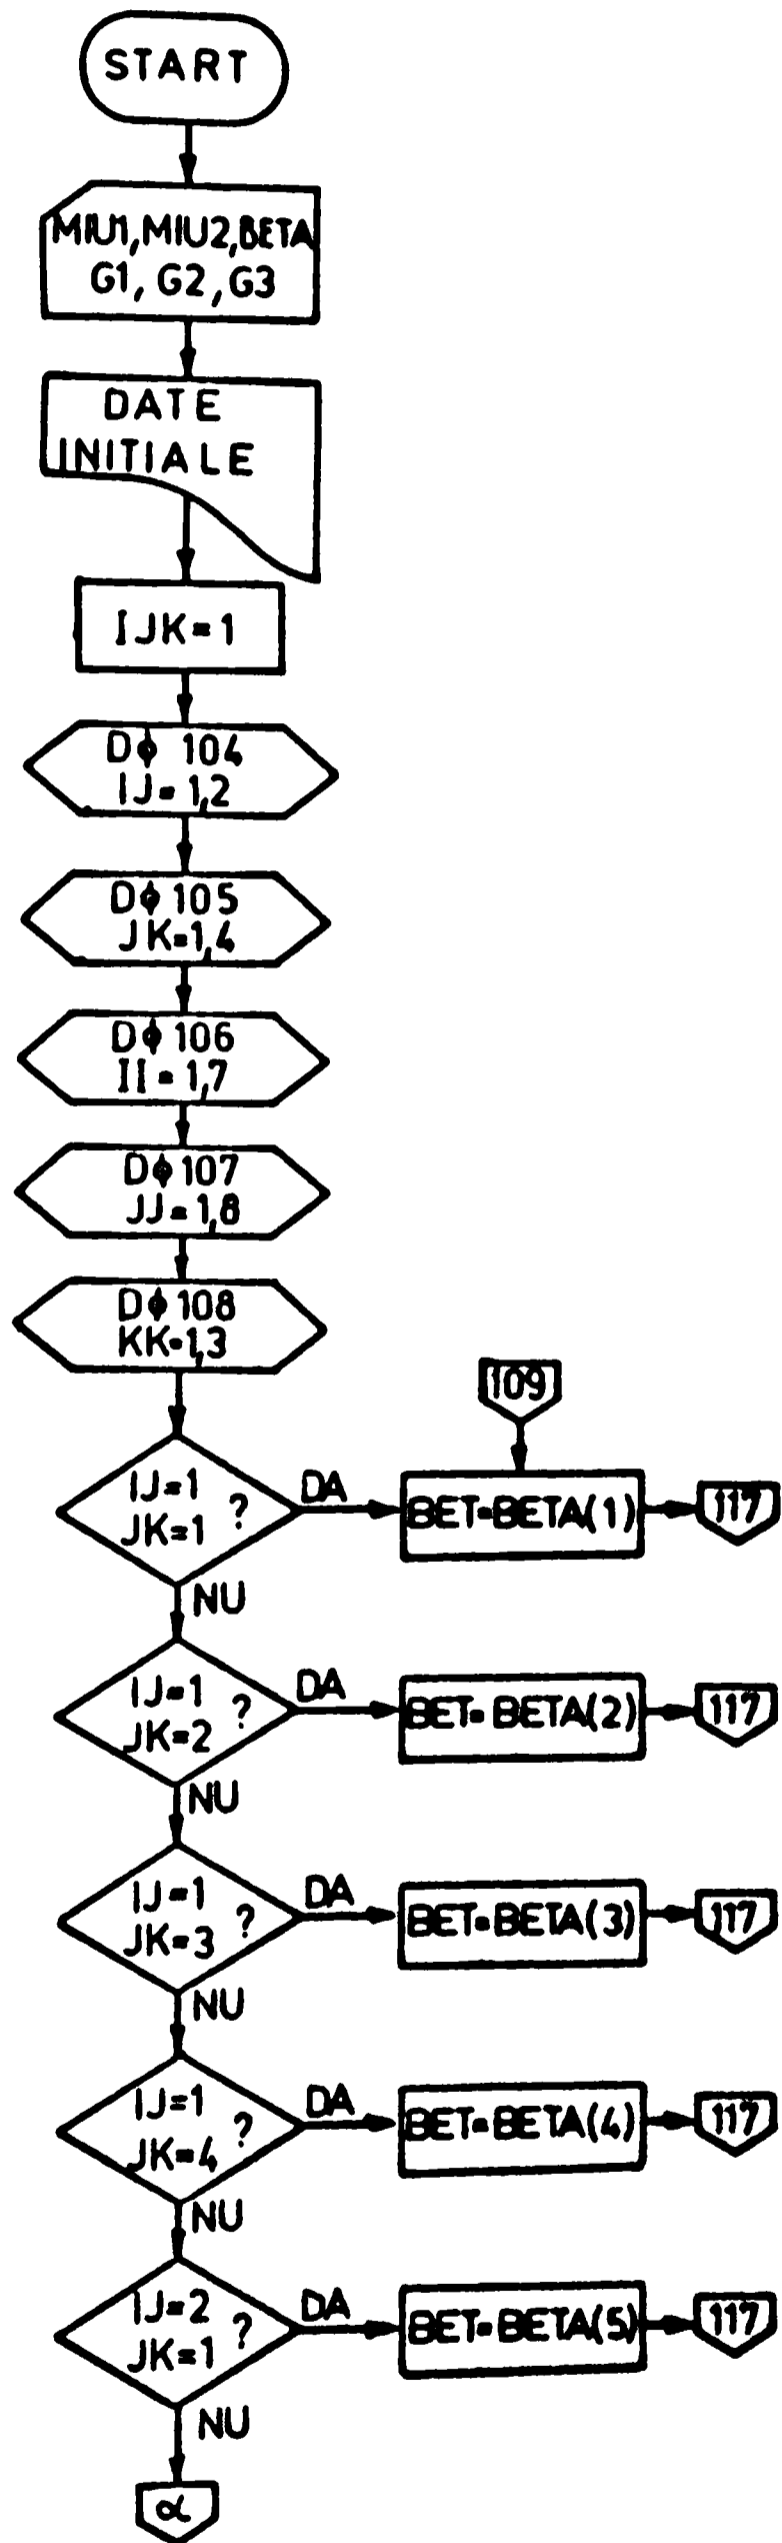 START
MIU1, MIU2, BETA
G1, G2, G3
DATE
INITIALE
IJK=1
Dϕ 104
IJ=1,2
Dϕ 105
JK=1,4
Dϕ 106
II=1,7
Dϕ 107
JJ=1,8
Dϕ 108
KK=1,3
109
IJ=1
JK=1 ?
DA
BET=BETA(1)
117
NU
IJ=1
JK=2 ?
DA
BET=BETA(2)
117
NU
IJ=1
JK=3 ?
DA
BET=BETA(3)
117
NU
IJ=1
JK=4 ?
DA
BET=BETA(4)
117
NU
IJ=2
JK=1 ?
DA
BET=BETA(5)
117
NU
α